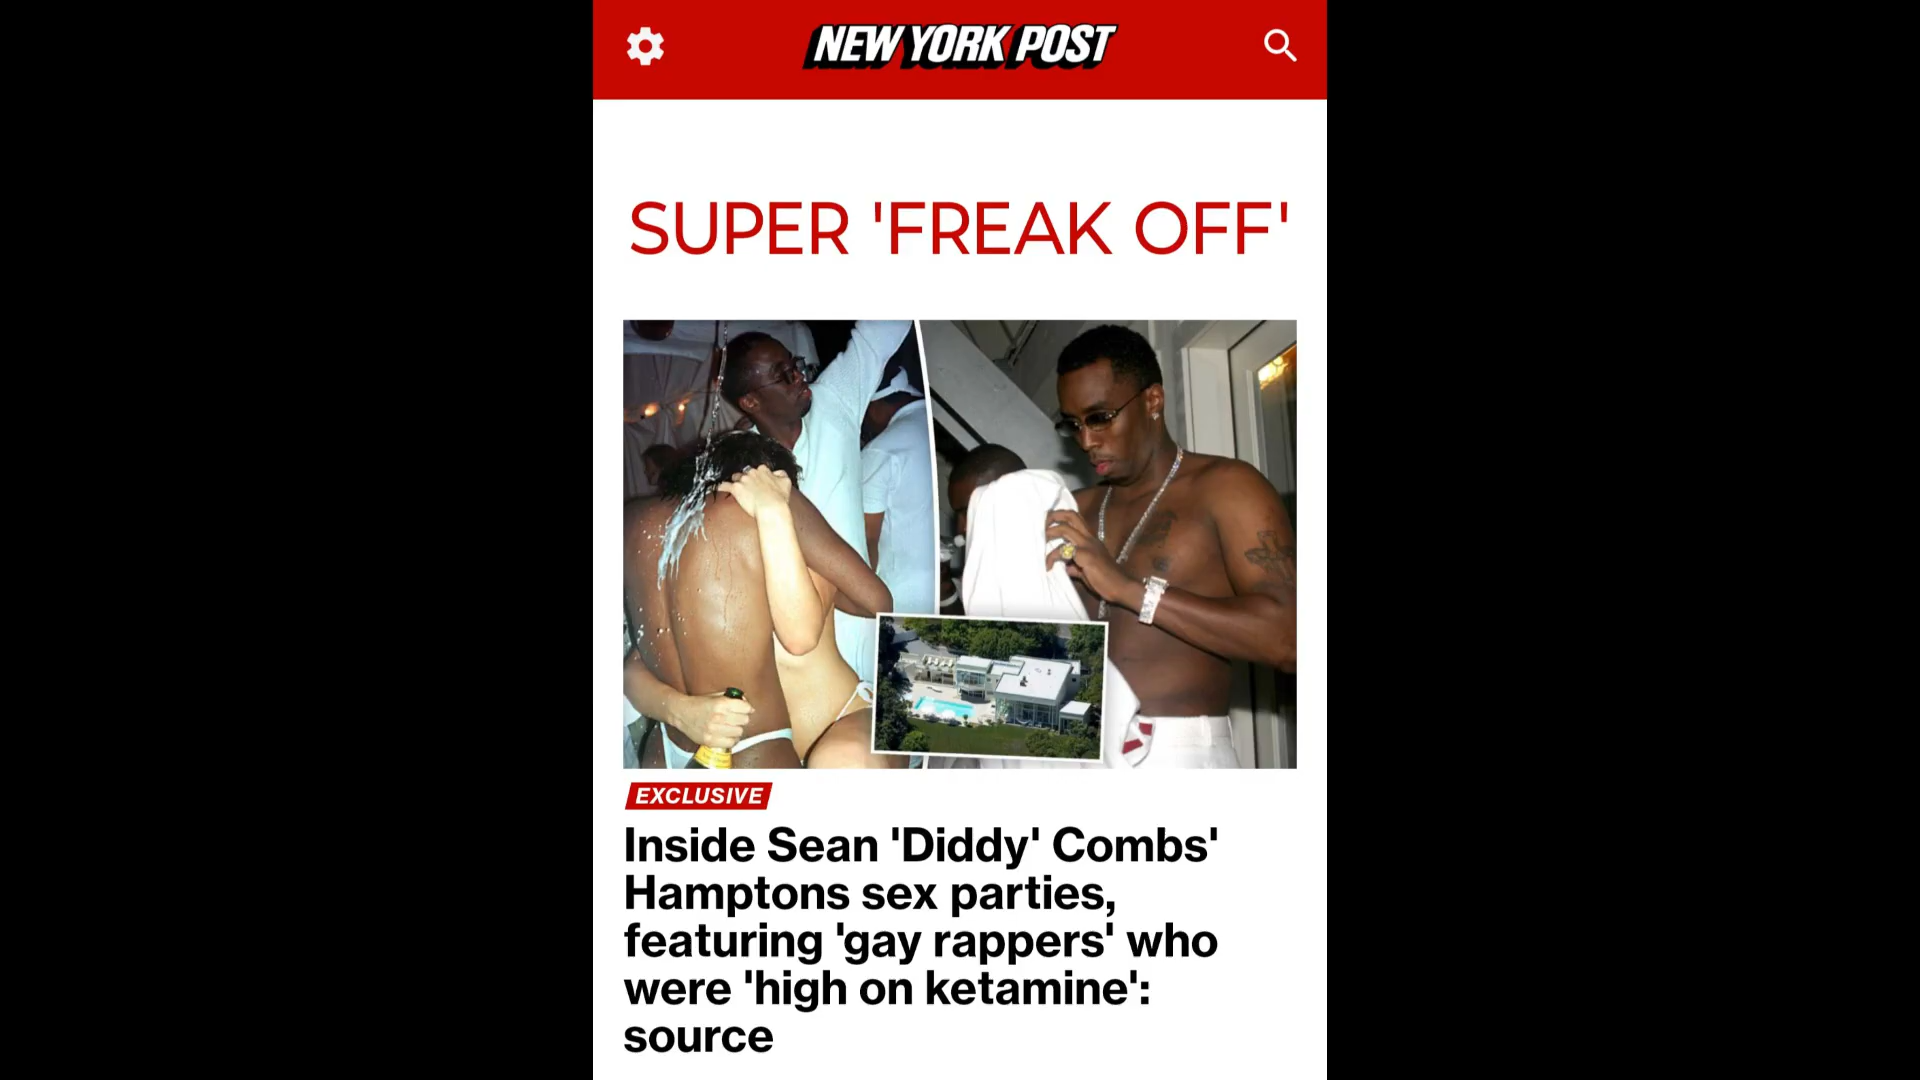 NEW YORK POST
SUPER 'FREAK OFF'
EXCLUSIVE
Inside Sean 'Diddy' Combs'
Hamptons sex parties,
featuring 'gay rappers' who
were 'high on ketamine':
source